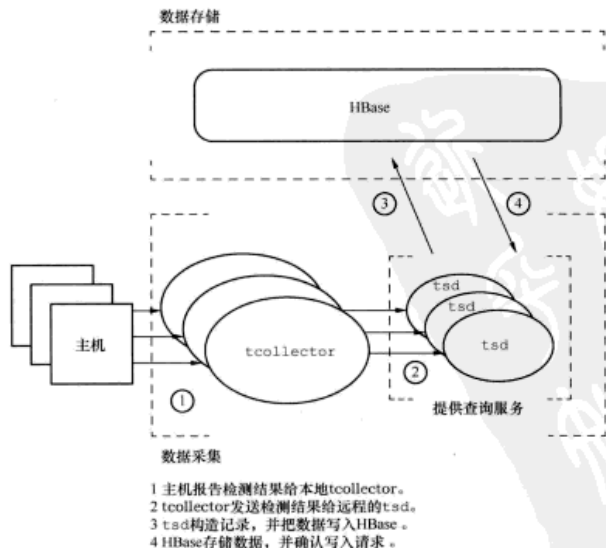 数据存储
HBase
③
④
主机
tcollector
tsd
tsd
tsd
①
②
提供查询服务
数据采集
1 主机报告检测结果给本地tcollector。
2 tcollector发送检测结果给远程的tsd。
3 tsd构造记录，并把数据写入HBase。
4 HBase存储数据，并确认写入请求。